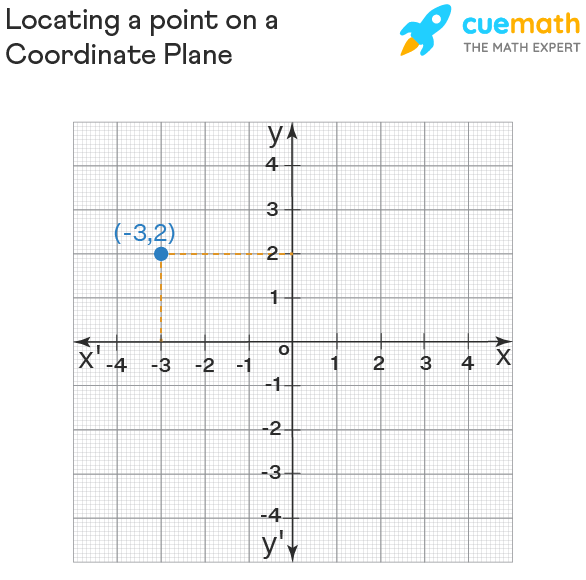 Locating a point on a
Coordinate Plane
cuemath
THE MATH EXPERT
y
4
3
(-3,2)
2
1
X' -4 -3 -2 -1 o 1 2 3 4 X
-1
-2
-3
-4
y'